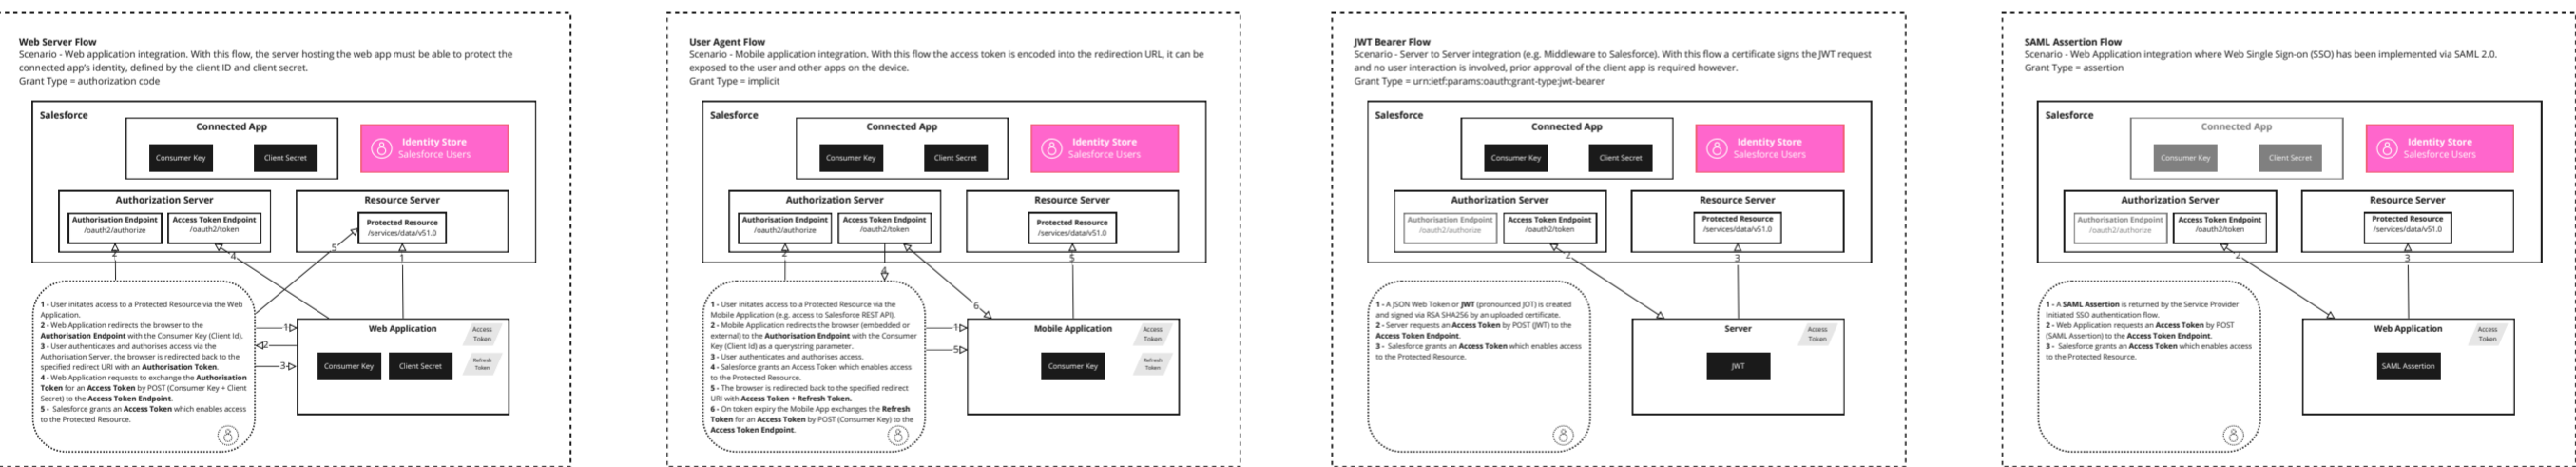 Web Server Flow
Scenario - Web application integration. With this flow, the server hosting the web app must be able to protect the
connected app's identity, defined by the client ID and client secret.
Grant Type = authorization code
Salesforce
Connected App
Consumer Key
Client Secret
Identity Store
Salesforce Users
Authorization Server
Authorisation Endpoint
/oauth2/authorize
Access Token Endpoint
/oauth2/token
Resource Server
Protected Resource
/services/data/v51.0
2
4
5
1
1 - User initates access to a Protected Resource via the Web
Application.
2 - Web Application redirects the browser to the
Authorisation Endpoint with the Consumer Key (Client Id).
3 - User authenticates and authorises access via the
Authorisation Server, the browser is redirected back to the
specified redirect URI with an Authorisation Token.
4 - Web Application requests to exchange the Authorisation
Token for an Access Token by POST (Consumer Key + Client
Secret) to the Access Token Endpoint.
5 - Salesforce grants an Access Token which enables access
to the Protected Resource.
1
2
3
Web Application
Access
Token
Consumer Key
Client Secret
Refresh
Token
User Agent Flow
Scenario - Mobile application integration. With this flow the access token is encoded into the redirection URL, it can be
exposed to the user and other apps on the device.
Grant Type = implicit
Salesforce
Connected App
Consumer Key
Client Secret
Identity Store
Salesforce Users
Authorization Server
Authorisation Endpoint
/oauth2/authorize
Access Token Endpoint
/oauth2/token
Resource Server
Protected Resource
/services/data/v51.0
2
4
5
6
1 - User initates access to a Protected Resource via the
Mobile Application (e.g. access to Salesforce REST API).
2 - Mobile Application redirects the browser (embedded or
external) to the Authorisation Endpoint with the Consumer
Key (Client Id) as a querystring parameter.
3 - User authenticates and authorises access.
4 - Salesforce grants an Access Token which enables access
to the Protected Resource.
5 - The browser is redirected back to the specified redirect
URI with Access Token + Refresh Token.
6 - On token expiry the Mobile App exchanges the Refresh
Token for an Access Token by POST (Consumer Key) to the
Access Token Endpoint.
1
5
Mobile Application
Access
Token
Consumer Key
Refresh
Token
JWT Bearer Flow
Scenario - Server to Server integration (e.g. Middleware to Salesforce). With this flow a certificate signs the JWT request
and no user interaction is involved, prior approval of the client app is required however.
Grant Type = urn:ietf:params:oauth:grant-type:jwt-bearer
Salesforce
Connected App
Consumer Key
Client Secret
Identity Store
Salesforce Users
Authorization Server
Authorisation Endpoint
/oauth2/authorize
Access Token Endpoint
/oauth2/token
Resource Server
Protected Resource
/services/data/v51.0
2
3
1 - A JSON Web Token or JWT (pronounced JOT) is created
and signed via RSA SHA256 by an uploaded certificate.
2 - Server requests an Access Token by POST (JWT) to the
Access Token Endpoint.
3 - Salesforce grants an Access Token which enables access
to the Protected Resource.
Server
Access
Token
JWT
SAML Assertion Flow
Scenario - Web Application integration where Web Single Sign-on (SSO) has been implemented via SAML 2.0.
Grant Type = assertion
Salesforce
Connected App
Consumer Key
Client Secret
Identity Store
Salesforce Users
Authorization Server
Authorisation Endpoint
/oauth2/authorize
Access Token Endpoint
/oauth2/token
Resource Server
Protected Resource
/services/data/v51.0
2
3
1 - A SAML Assertion is returned by the Service Provider
Initiated SSO authentication flow.
2 - Web Application requests an Access Token by POST
(SAML Assertion) to the Access Token Endpoint.
3 - Salesforce grants an Access Token which enables access
to the Protected Resource.
Web Application
Access
Token
SAML Assertion